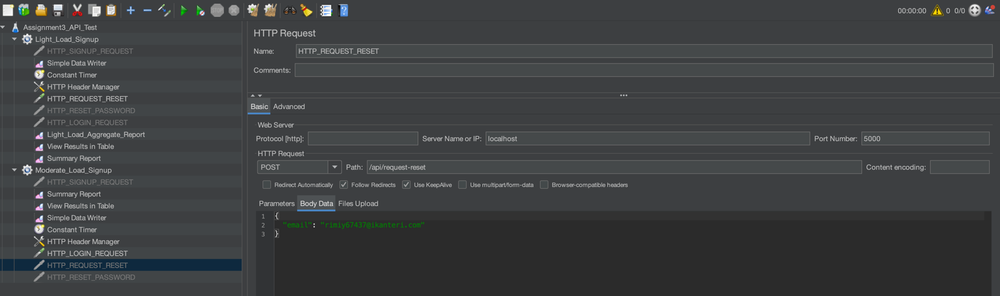 STOP
00:00:00 0 0/0
Assignment3_API_Test
Light_Load_Signup
HTTP_SIGNUP_REQUEST
Simple Data Writer
Constant Timer
HTTP Header Manager
HTTP_REQUEST_RESET
HTTP_RESET_PASSWORD
HTTP_LOGIN_REQUEST
Light_Load_Aggregate_Report
View Results in Table
Summary Report
Moderate_Load_Signup
HTTP_SIGNUP_REQUEST
Summary Report
View Results in Table
Simple Data Writer
Constant Timer
HTTP Header Manager
HTTP_LOGIN_REQUEST
HTTP_REQUEST_RESET
HTTP_RESET_PASSWORD
HTTP Request
Name: HTTP_REQUEST_RESET
Comments:
Basic Advanced
Web Server
Protocol [http]: Server Name or IP: localhost Port Number: 5000
HTTP Request
POST Path: /api/request-reset Content encoding:
Redirect Automatically Follow Redirects Use KeepAlive Use multipart/form-data Browser-compatible headers
Parameters Body Data Files Upload
1 {
2 "email": "rimiy67437@ikanteri.com"
3 }